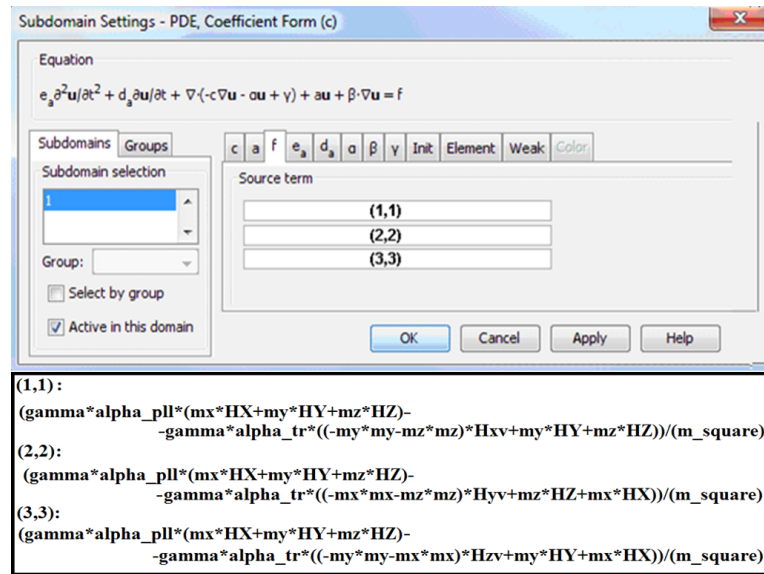 Subdomain Settings - PDE, Coefficient Form (c)
x
Equation
eₐ∂²u/∂t² + dₐ∂u/∂t + ∇·(-c∇u - αu + γ) + au + β·∇u = f
Subdomains Groups
Subdomain selection
1
Group:
Select by group
Active in this domain
c a f eₐ dₐ α β γ Init Element Weak Color
Source term
(1,1)
(2,2)
(3,3)
OK Cancel Apply Help
(1,1):
(gamma*alpha_pll*(mx*HX+my*HY+mz*HZ)-
-gamma*alpha_tr*((-my*my-mz*mz)*Hxv+my*HY+mz*HZ))/(m_square)
(2,2):
(gamma*alpha_pll*(mx*HX+my*HY+mz*HZ)-
-gamma*alpha_tr*((-mx*mx-mz*mz)*Hyv+mz*HZ+mx*HX))/(m_square)
(3,3):
(gamma*alpha_pll*(mx*HX+my*HY+mz*HZ)-
-gamma*alpha_tr*((-my*my-mx*mx)*Hzv+my*HY+mx*HX))/(m_square)